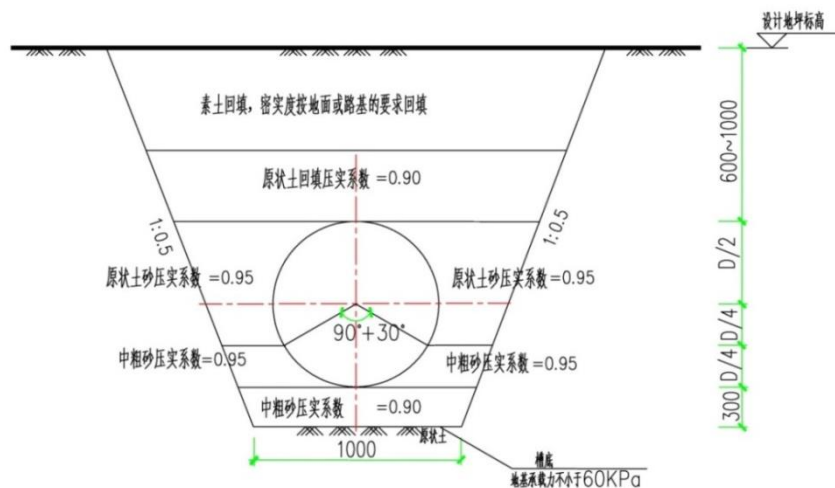 设计地坪标高
素土回填，密实度按地面或路基的要求回填
600~1000
原状土回填压实系数 =0.90
1:0.5
1:0.5
D/2
原状土砂压实系数 =0.95
原状土砂压实系数 =0.95
90°+30°
D/4
中粗砂压实系数=0.95
中粗砂压实系数=0.95
D/4
中粗砂压实系数 =0.90
300
原状土
1000
槽底
地基承载力不小于60KPa